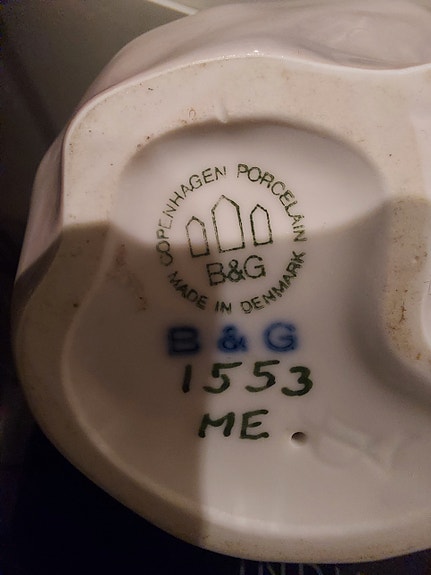 COPENHAGEN PORCELAIN
B&G
MADE IN DENMARK
B & G
1553
ME